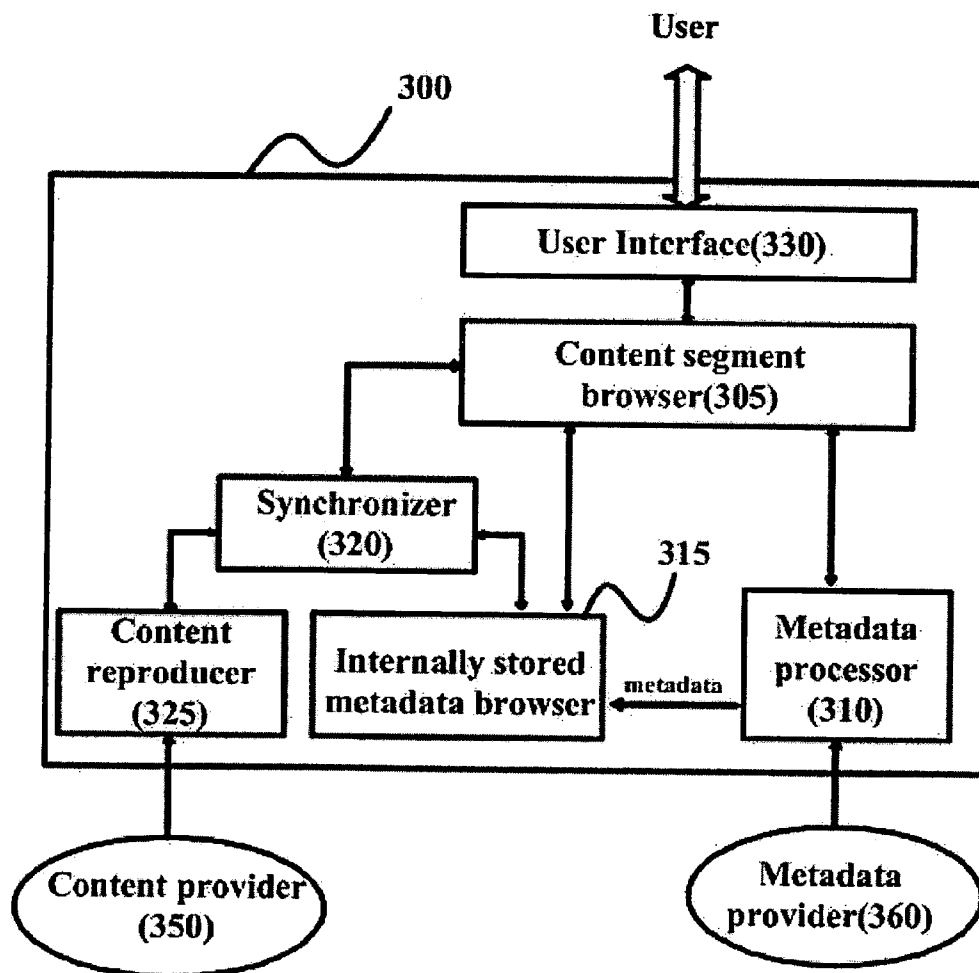 User
300
User Interface(330)
Content segment
browser(305)
Synchronizer
(320)
315
Content
reproducer
(325)
Internally stored
metadata browser
metadata
Metadata
processor
(310)
Content provider
(350)
Metadata
provider(360)